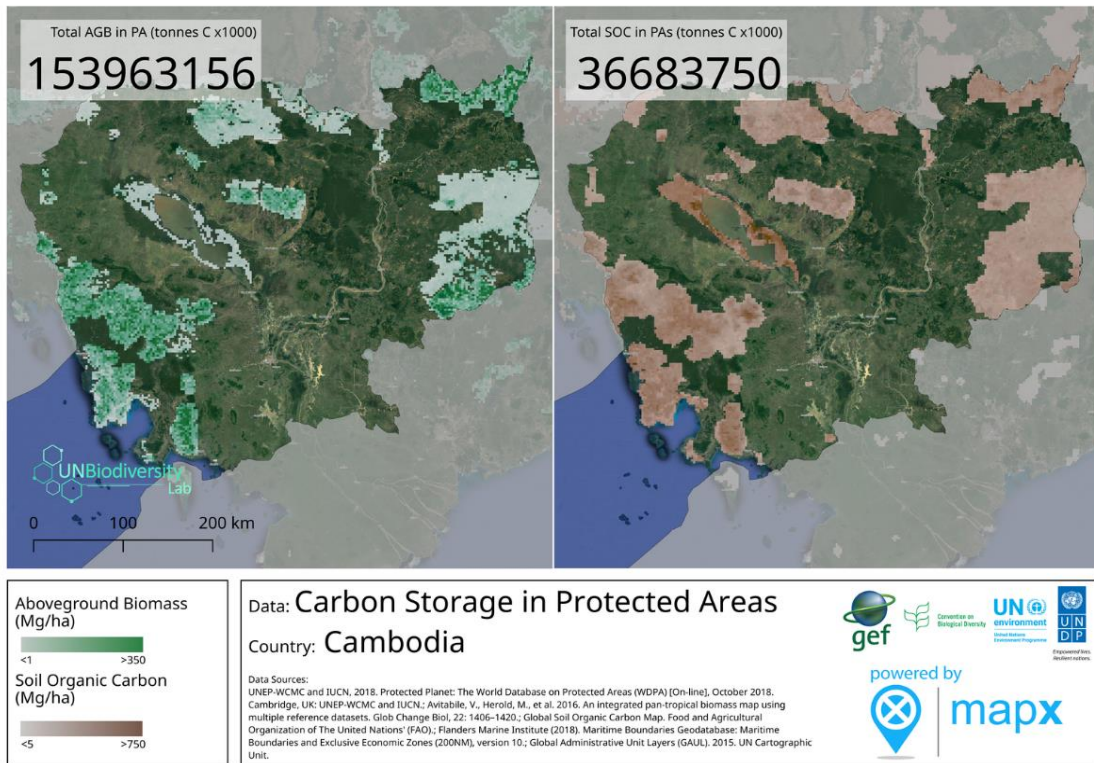 Total AGB in PA (tonnes C x1000)
153963156
Total SOC in PAs (tonnes C x1000)
36683750
UNBiodiversity
Lab
0 100 200 km
Aboveground Biomass
(Mg/ha)
<1 >350
Soil Organic Carbon
(Mg/ha)
<5 >750
Data: Carbon Storage in Protected Areas
Country: Cambodia
Data Sources:
UNEP-WCMC and IUCN, 2018. Protected Planet: The World Database on Protected Areas (WDPA) [On-line], October 2018.
Cambridge, UK: UNEP-WCMC and IUCN.; Avitabile, V., Herold, M., et al. 2016. An integrated pan-tropical biomass map using
multiple reference datasets. Glob Change Biol, 22: 1406–1420.; Global Soil Organic Carbon Map. Food and Agricultural
Organization of The United Nations' (FAO).; Flanders Marine Institute (2018). Maritime Boundaries Geodatabase: Maritime
Boundaries and Exclusive Economic Zones (200NM), version 10.; Global Administrative Unit Layers (GAUL). 2015. UN Cartographic
Unit.
gef
Convention on
Biological Diversity
UN
environment
United Nations
Environment Programme
U N
D P
Empowered lives.
Resilient nations.
powered by
mapx